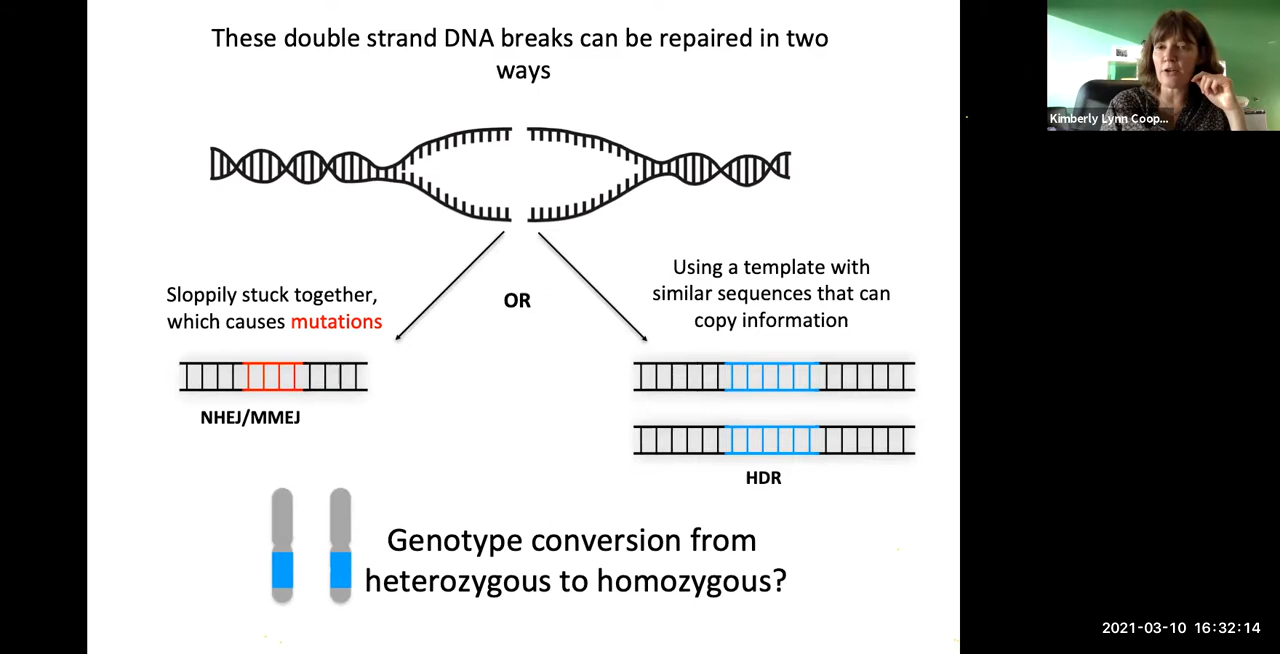 These double strand DNA breaks can be repaired in two
ways
Kimberly Lynn Coop...
Sloppily stuck together,
which causes mutations
OR
Using a template with
similar sequences that can
copy information
NHEJ/MMEJ
HDR
Genotype conversion from
heterozygous to homozygous?
2021-03-10 16:32:14